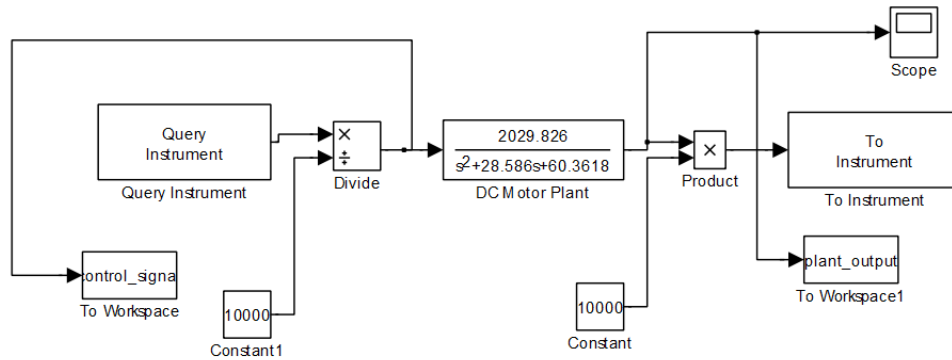 Scope
Query
Instrument
Query Instrument
×
÷
Divide
2029.826
s²+28.586s+60.3618
DC Motor Plant
×
Product
To
Instrument
To Instrument
control_signa
To Workspace
10000
Constant1
10000
Constant
plant_output
To Workspace1